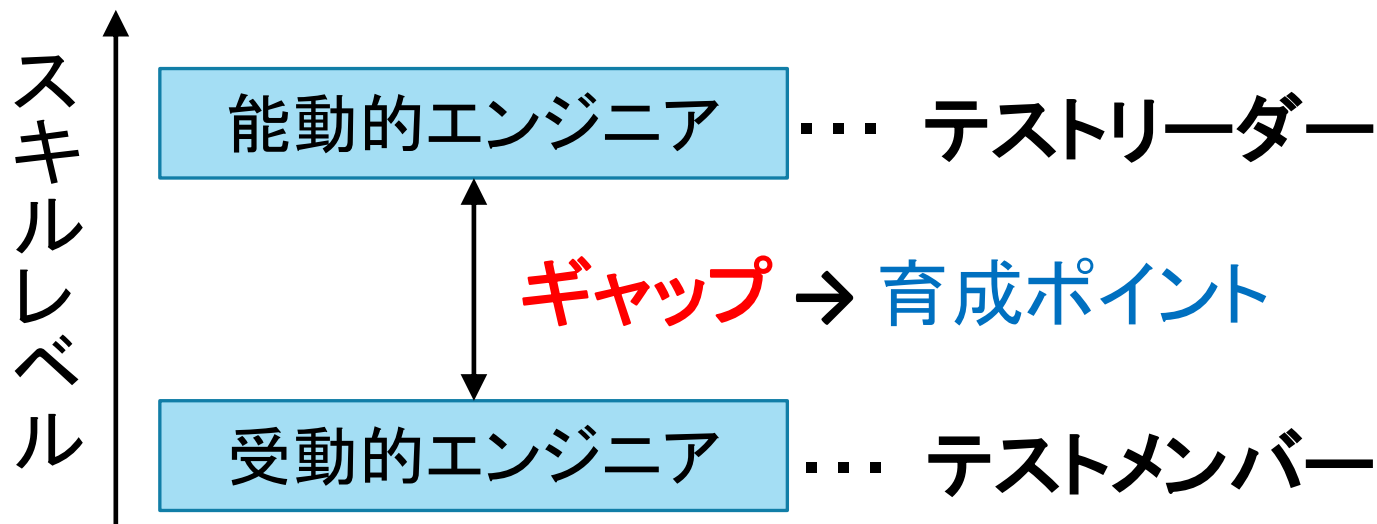 スキルレベル
能動的エンジニア ・・・ テストリーダー
ギャップ → 育成ポイント
受動的エンジニア ・・・ テストメンバー